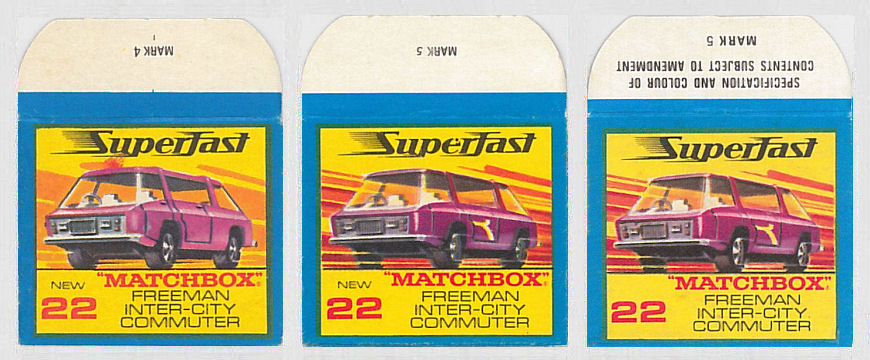 MARK 4
SuperFast
NEW "MATCHBOX"®
22 FREEMAN
INTER-CITY
COMMUTER
MARK 5
SuperFast
NEW "MATCHBOX"®
22 FREEMAN
INTER-CITY
COMMUTER
SPECIFICATION AND COLOUR OF
CONTENTS SUBJECT TO AMENDMENT
MARK 5
SuperFast
"MATCHBOX"®
22 FREEMAN
INTER-CITY
COMMUTER